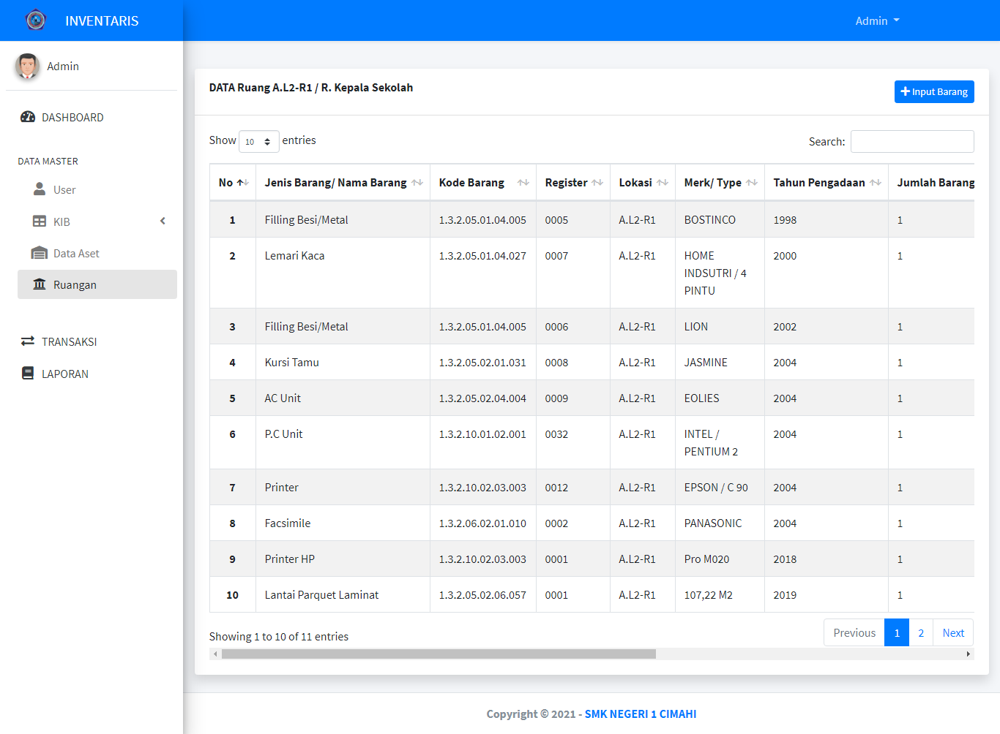 INVENTARIS
Admin
Admin
DASHBOARD
DATA MASTER
User
KIB
Data Aset
Ruangan
TRANSAKSI
LAPORAN
DATA Ruang A.L2-R1 / R. Kepala Sekolah
Input Barang
Show 10 entries
Search:
No Jenis Barang/ Nama Barang Kode Barang Register Lokasi Merk/ Type Tahun Pengadaan Jumlah Barang
1 Filling Besi/Metal 1.3.2.05.01.04.005 0005 A.L2-R1 BOSTINCO 1998 1
2 Lemari Kaca 1.3.2.05.01.04.027 0007 A.L2-R1 HOME 2000 1
INDSUTRI / 4
PINTU
3 Filling Besi/Metal 1.3.2.05.01.04.005 0006 A.L2-R1 LION 2002 1
4 Kursi Tamu 1.3.2.05.02.01.031 0008 A.L2-R1 JASMINE 2004 1
5 AC Unit 1.3.2.05.02.04.004 0009 A.L2-R1 EOLIES 2004 1
6 P.C Unit 1.3.2.10.01.02.001 0032 A.L2-R1 INTEL / 2004 1
PENTIUM 2
7 Printer 1.3.2.10.02.03.003 0012 A.L2-R1 EPSON / C 90 2004 1
8 Facsimile 1.3.2.06.02.01.010 0002 A.L2-R1 PANASONIC 2004 1
9 Printer HP 1.3.2.10.02.03.003 0001 A.L2-R1 Pro M020 2018 1
10 Lantai Parquet Laminat 1.3.2.05.02.06.057 0001 A.L2-R1 107,22 M2 2019 1
Showing 1 to 10 of 11 entries
Previous 1 2 Next
Copyright © 2021 - SMK NEGERI 1 CIMAHI